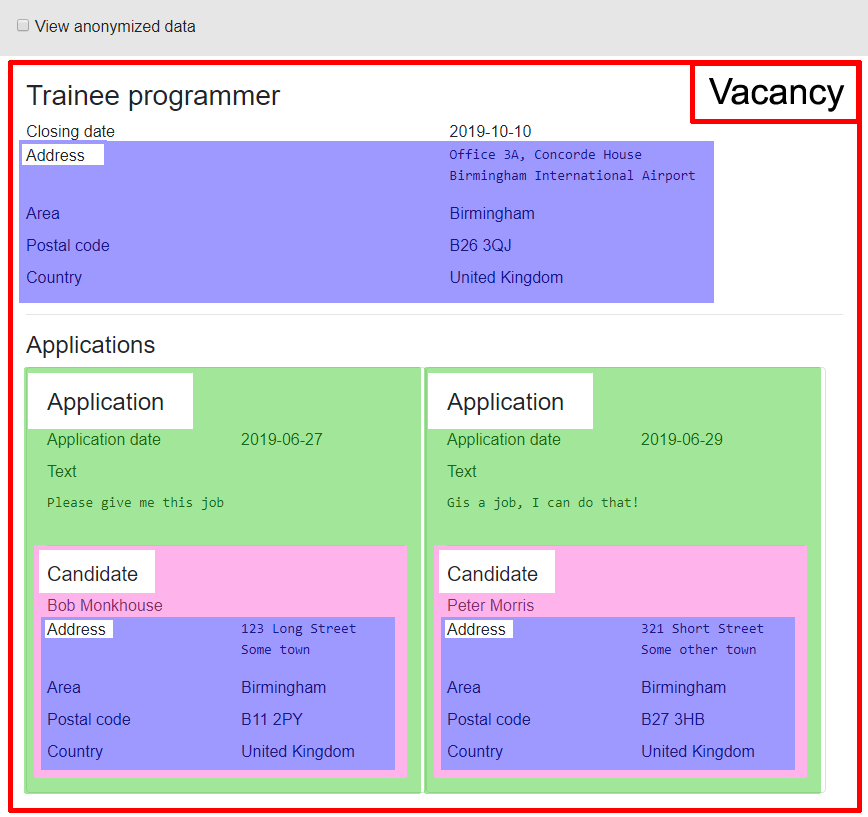 View anonymized data
Vacancy
Trainee programmer
Closing date 2019-10-10
Address Office 3A, Concorde House
Birmingham International Airport
Area Birmingham
Postal code B26 3QJ
Country United Kingdom
Applications
Application
Application date 2019-06-27
Text
Please give me this job
Candidate
Bob Monkhouse
Address 123 Long Street
Some town
Area Birmingham
Postal code B11 2PY
Country United Kingdom
Application
Application date 2019-06-29
Text
Gis a job, I can do that!
Candidate
Peter Morris
Address 321 Short Street
Some other town
Area Birmingham
Postal code B27 3HB
Country United Kingdom